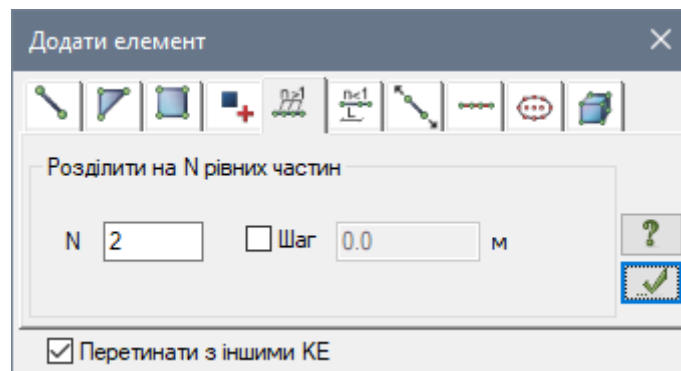 Додати елемент
n≥1
n<1
L
Розділити на N рівних частин
N 2 Шаг 0.0 м
?
Перетинати з іншими КЕ